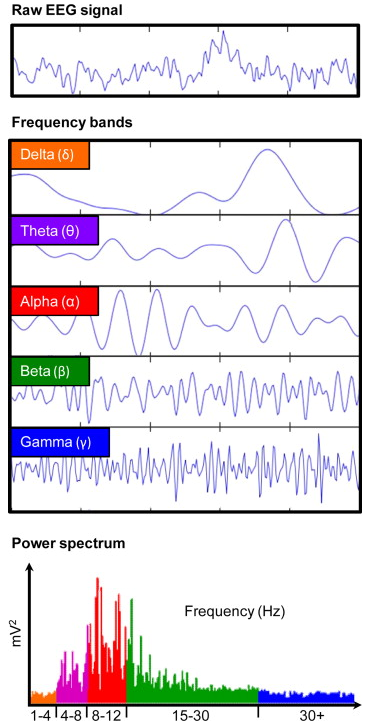 Raw EEG signal
Frequency bands
Delta (δ)
Theta (θ)
Alpha (α)
Beta (β)
Gamma (γ)
Power spectrum
mV²
Frequency (Hz)
1-4 4-8 8-12 15-30 30+